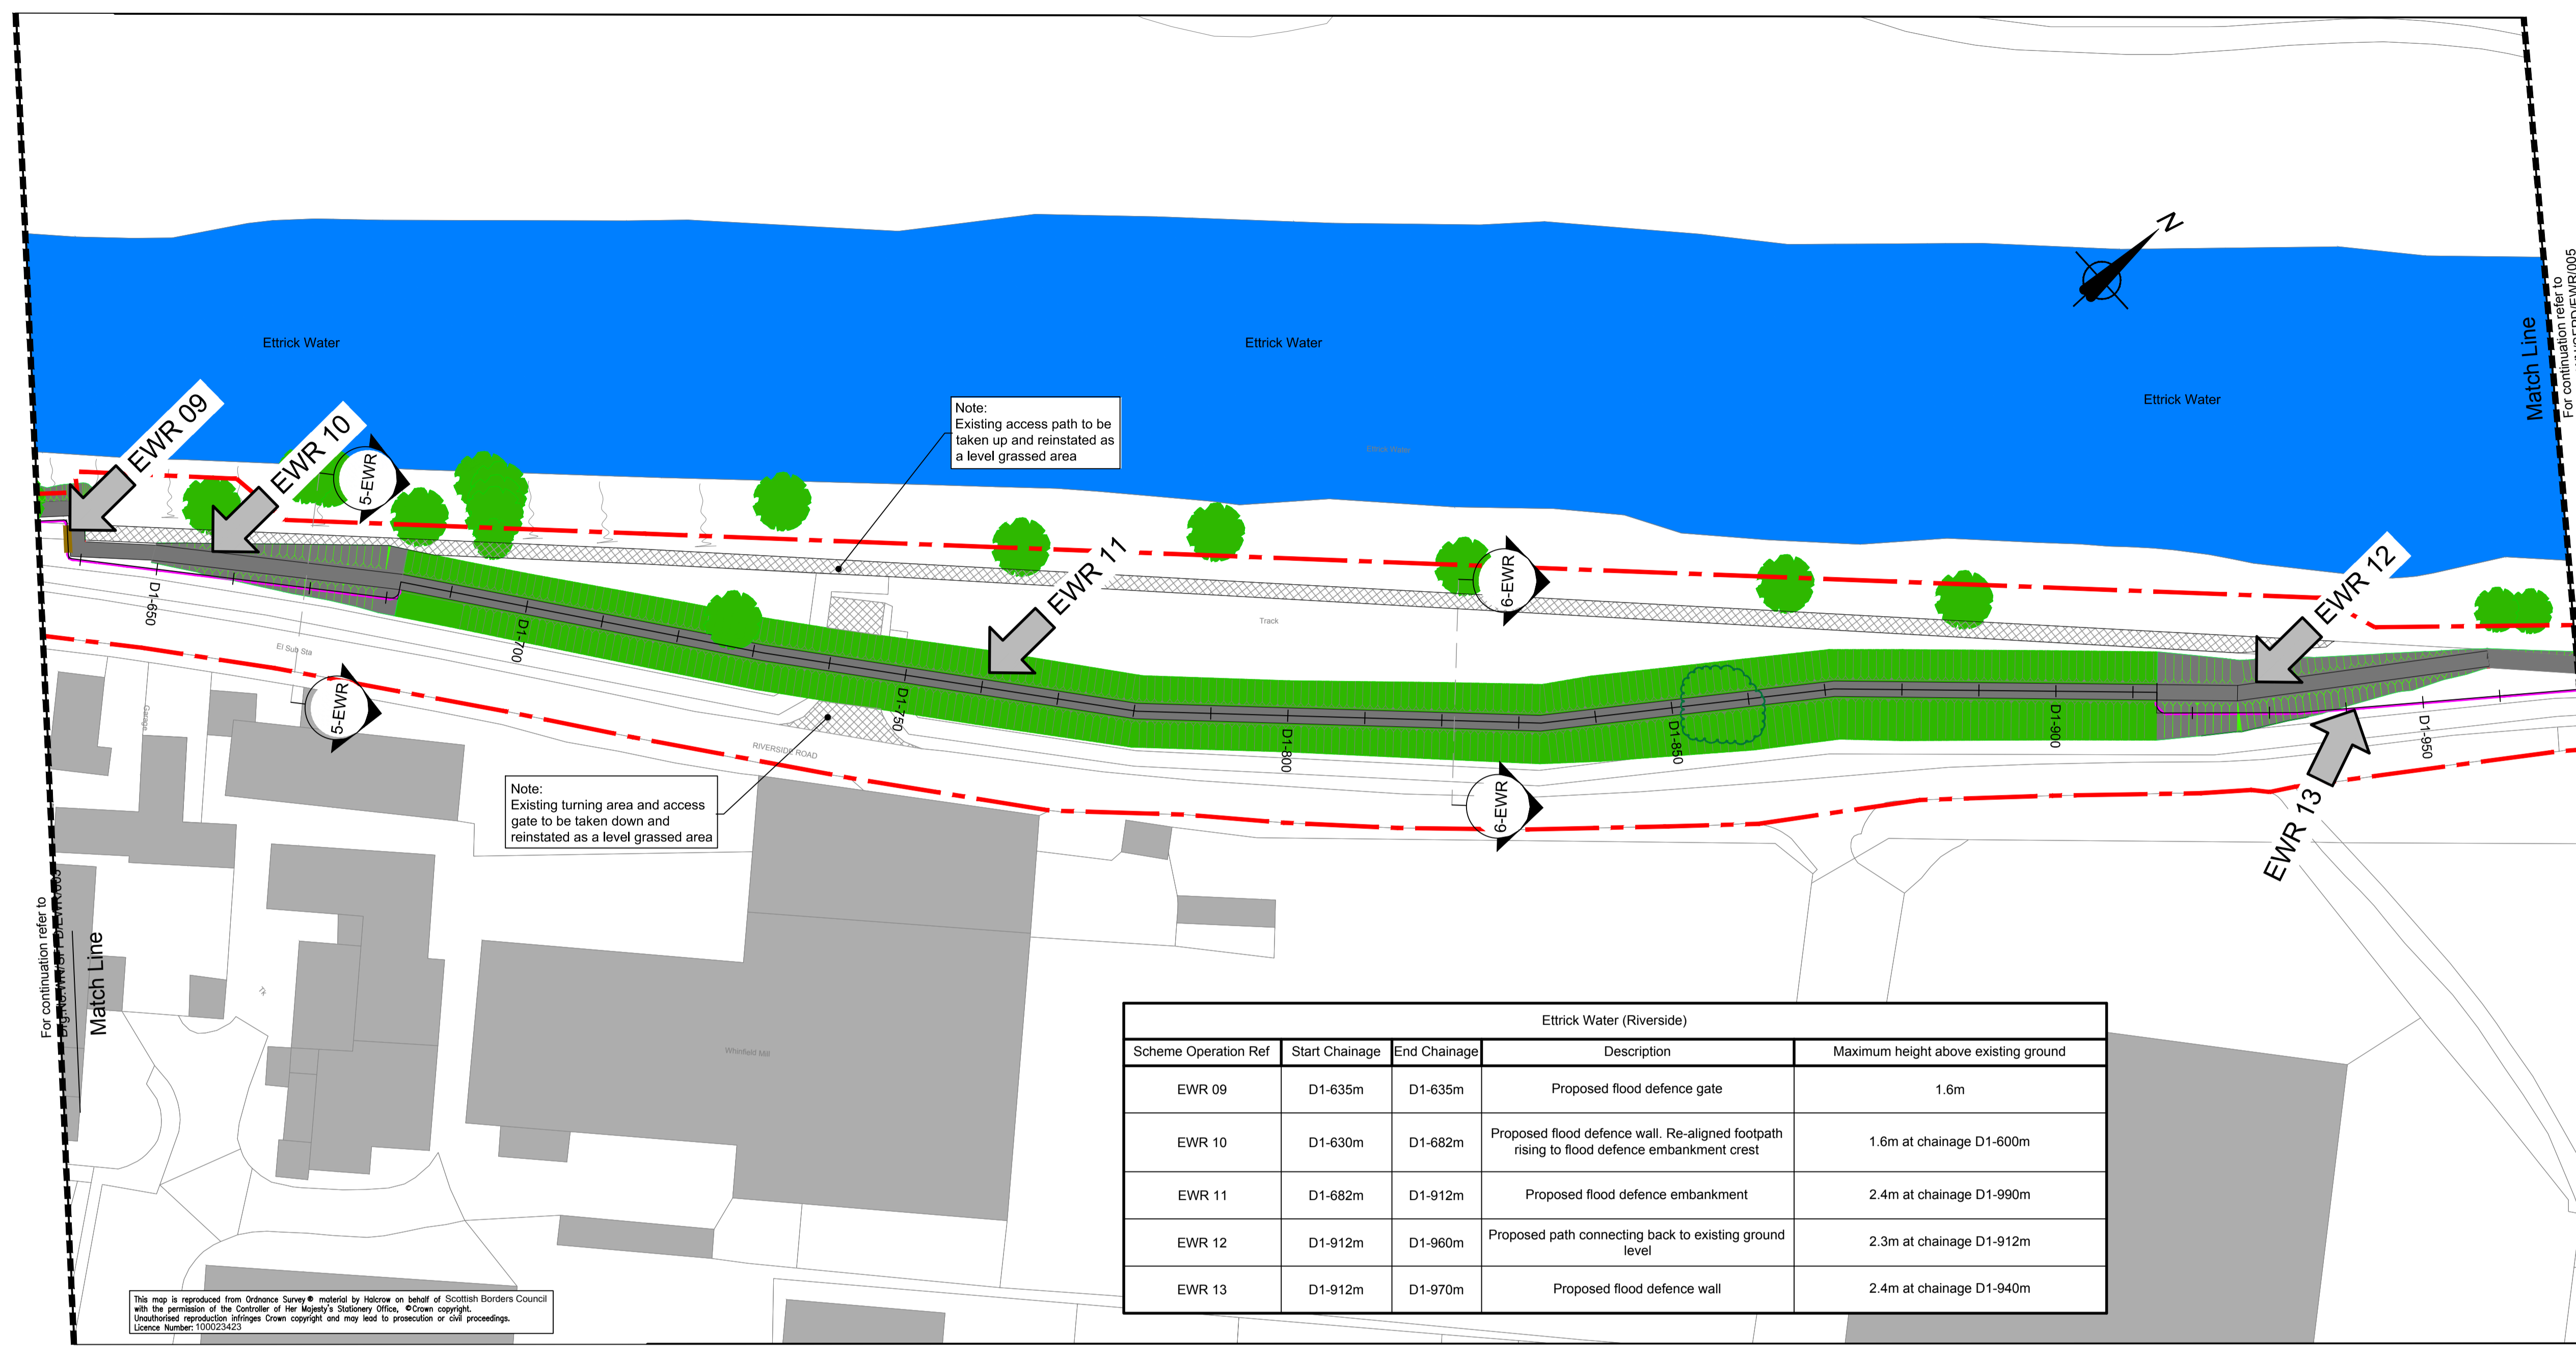 Ettrick Water
Ettrick Water
Ettrick Water
Ettrick Water
N
Match Line
For continuation refer to
EWR 09
EWR 10
5-EWR
Note:
Existing access path to be
taken up and reinstated as
a level grassed area
EWR 11
6-EWR
EWR 12
Track
D1-650
D1-700
D1-750
D1-800
D1-850
D1-900
D1-950
El Sub Sta
5-EWR
Garage
RIVERSIDE ROAD
6-EWR
EWR 13
Note:
Existing turning area and access
gate to be taken down and
reinstated as a level grassed area
For continuation refer to
Match Line
Tk
Whinfield Mill
Ettrick Water (Riverside)
Scheme Operation Ref Start Chainage End Chainage Description Maximum height above existing ground
EWR 09 D1-635m D1-635m Proposed flood defence gate 1.6m
EWR 10 D1-630m D1-682m Proposed flood defence wall. Re-aligned footpath
rising to flood defence embankment crest 1.6m at chainage D1-600m
EWR 11 D1-682m D1-912m Proposed flood defence embankment 2.4m at chainage D1-990m
EWR 12 D1-912m D1-960m Proposed path connecting back to existing ground
level 2.3m at chainage D1-912m
EWR 13 D1-912m D1-970m Proposed flood defence wall 2.4m at chainage D1-940m
This map is reproduced from Ordnance Survey ® material by Halcrow on behalf of Scottish Borders Council
with the permission of the Controller of Her Majesty's Stationery Office, © Crown copyright.
Unauthorised reproduction infringes Crown copyright and may lead to prosecution or civil proceedings.
Licence Number: 100023423